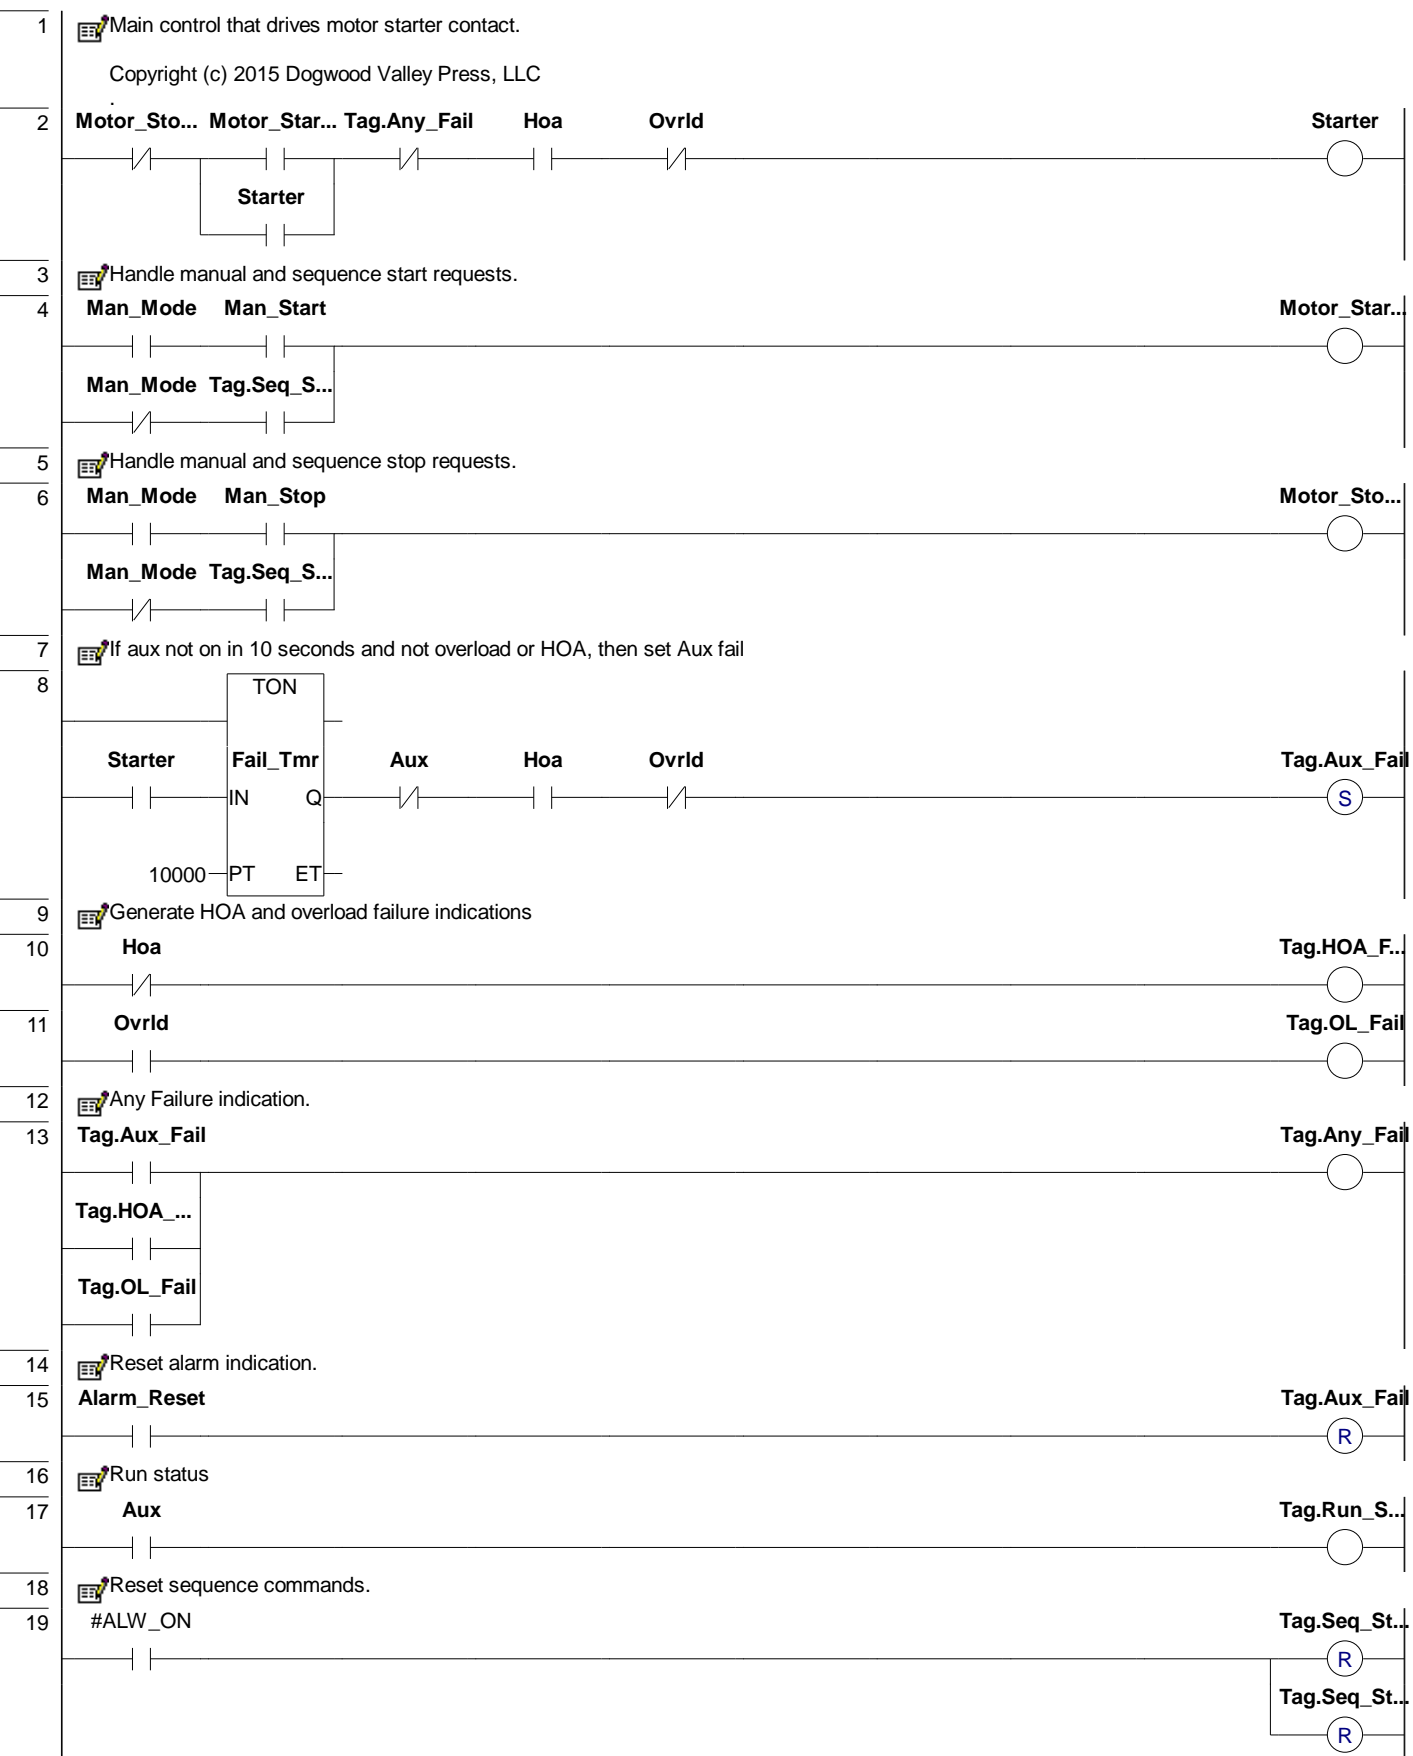 1 Main control that drives motor starter contact.
Copyright (c) 2015 Dogwood Valley Press, LLC
.
2 Motor_Sto... Motor_Star... Tag.Any_Fail Hoa Ovrld Starter
Starter
3 Handle manual and sequence start requests.
4 Man_Mode Man_Start Motor_Star...
Man_Mode Tag.Seq_S...
5 Handle manual and sequence stop requests.
6 Man_Mode Man_Stop Motor_Sto...
Man_Mode Tag.Seq_S...
7 If aux not on in 10 seconds and not overload or HOA, then set Aux fail
8 TON
Starter Fail_Tmr Aux Hoa Ovrld Tag.Aux_Fail
IN Q S
10000 PT ET
9 Generate HOA and overload failure indications
10 Hoa Tag.HOA_F...
11 Ovrld Tag.OL_Fail
12 Any Failure indication.
13 Tag.Aux_Fail Tag.Any_Fail
Tag.HOA_...
Tag.OL_Fail
14 Reset alarm indication.
15 Alarm_Reset Tag.Aux_Fail
R
16 Run status
17 Aux Tag.Run_S...
18 Reset sequence commands.
19 #ALW_ON Tag.Seq_St...
R
Tag.Seq_St...
R